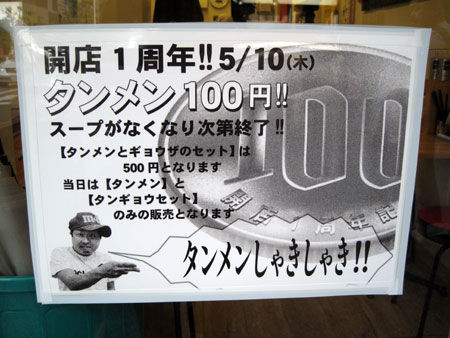 開店1周年!! 5/10(木)
タンメン100円!!
スープがなくなり次第終了!!
【タンメンとギョウザのセット】は
500円となります
当日は【タンメン】と
【タンギョウセット】
のみの販売となります
100
タンメンしゃきしゃき!!